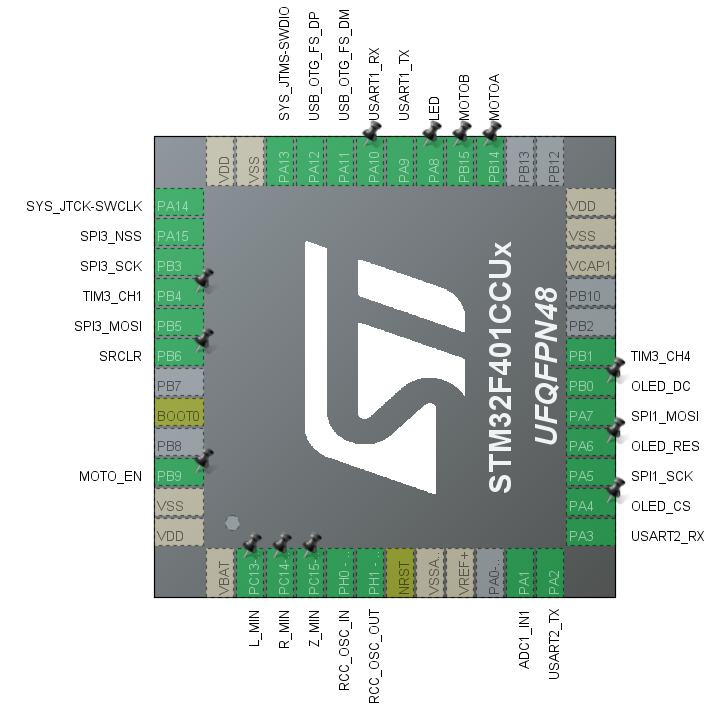 SYS_JTMS-SWDIO
USB_OTG_FS_DP
USB_OTG_FS_DM
USART1_RX
USART1_TX
LED
MOTOB
MOTOA
VDD
VSS
PA13
PA12
PA11
PA10
PA9
PA8
PB15
PB14
PB13
PB12
SYS_JTCK-SWCLK
PA14
SPI3_NSS
PA15
SPI3_SCK
PB3
TIM3_CH1
PB4
SPI3_MOSI
PB5
SRCLR
PB6
PB7
BOOT0
PB8
MOTO_EN
PB9
VSS
VDD
ST
STM32F401CCUx
UFQFPN48
VDD
VSS
VCAP1
PB10
PB2
PB1
TIM3_CH4
PB0
OLED_DC
PA7
SPI1_MOSI
PA6
OLED_RES
PA5
SPI1_SCK
PA4
OLED_CS
PA3
USART2_RX
VBAT
PC13-..
PC14-..
PC15-..
PH0 -..
PH1 -..
NRST
VSSA..
VREF+
PA0-..
PA1
PA2
L_MIN
R_MIN
Z_MIN
RCC_OSC_IN
RCC_OSC_OUT
ADC1_IN1
USART2_TX